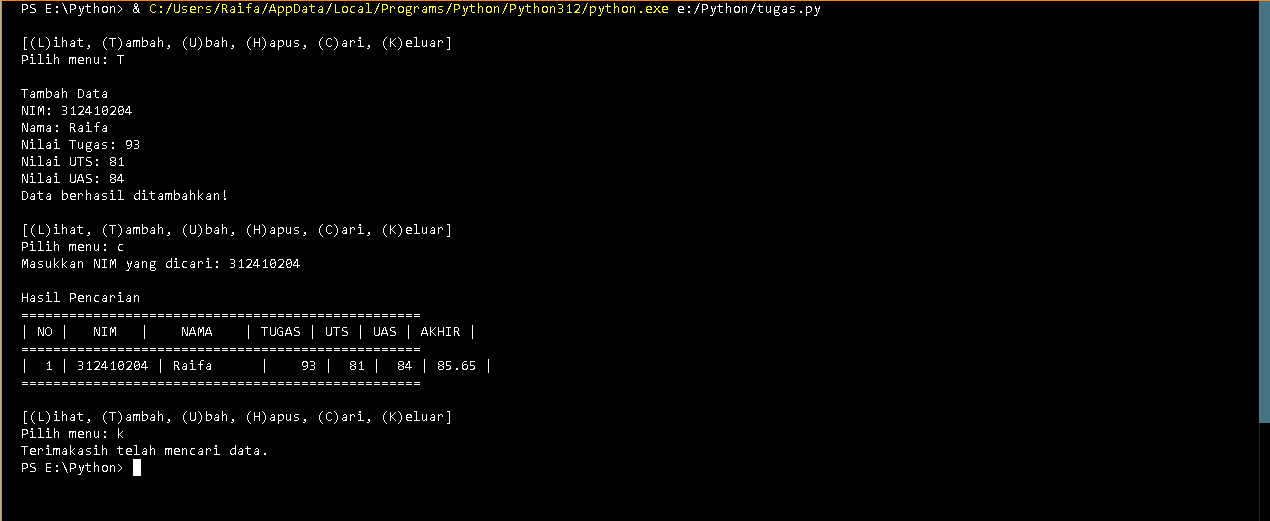 PS E:\Python> & C:/Users/Raifa/AppData/Local/Programs/Python/Python312/python.exe e:/Python/tugas.py
[(L)ihat, (T)ambah, (U)bah, (H)apus, (C)ari, (K)eluar]
Pilih menu: T
Tambah Data
NIM: 312410204
Nama: Raifa
Nilai Tugas: 93
Nilai UTS: 81
Nilai UAS: 84
Data berhasil ditambahkan!
[(L)ihat, (T)ambah, (U)bah, (H)apus, (C)ari, (K)eluar]
Pilih menu: c
Masukkan NIM yang dicari: 312410204
Hasil Pencarian
==================================================
| NO |   NIM   |    NAMA    | TUGAS | UTS | UAS | AKHIR |
==================================================
|  1 | 312410204 | Raifa      |    93 |  81 |  84 | 85.65 |
==================================================
[(L)ihat, (T)ambah, (U)bah, (H)apus, (C)ari, (K)eluar]
Pilih menu: k
Terimakasih telah mencari data.
PS E:\Python>